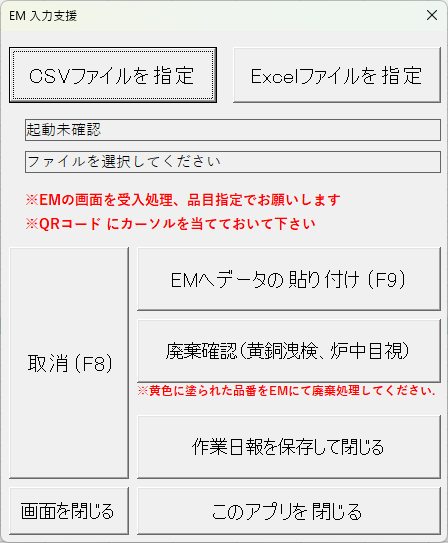 EM 入力支援
CSVファイルを指定
Excelファイルを指定
起動未確認
ファイルを選択してください
※EMの画面を受入処理、品目指定でお願いします
※QRコード にカーソルを当てておいて下さい
EMへデータの貼り付け（F9）
取消（F8）
廃棄確認（黄銅洩検、炉中目視）
※黄色に塗られた品番をEMにて廃棄処理してください.
作業日報を保存して閉じる
画面を閉じる
このアプリを閉じる